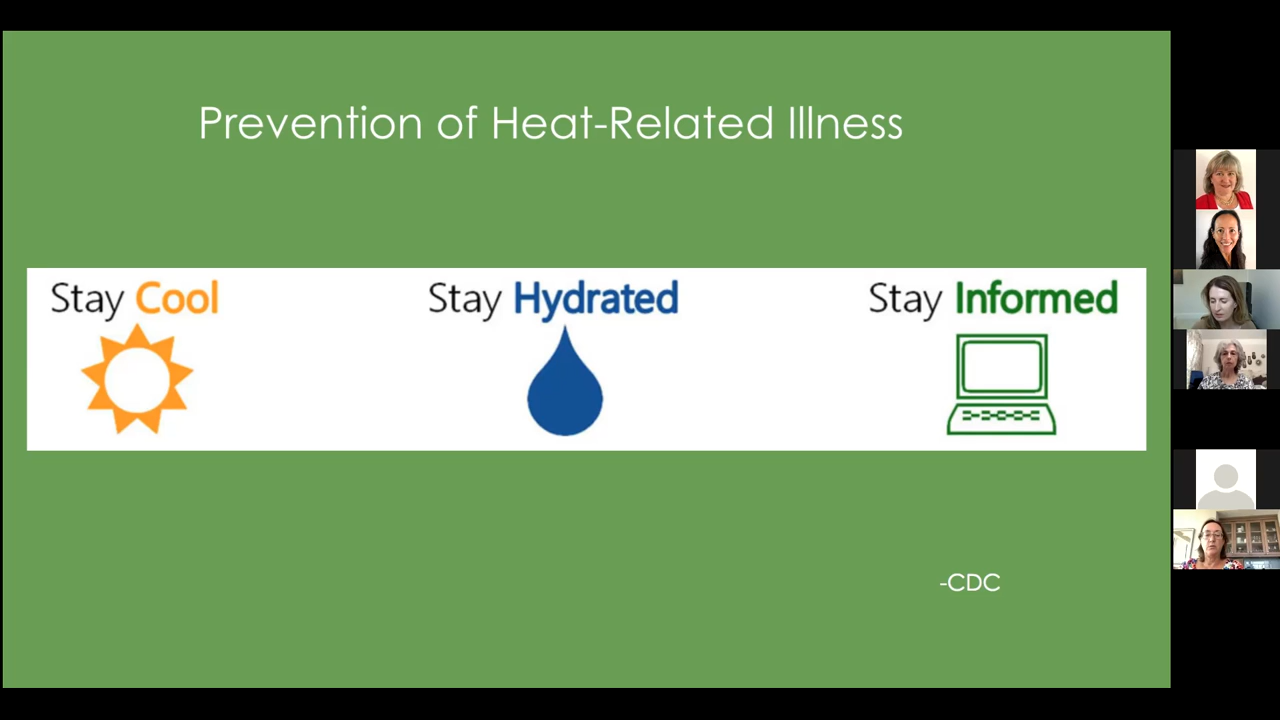 Prevention of Heat-Related Illness
Stay Cool
Stay Hydrated
Stay Informed
-CDC